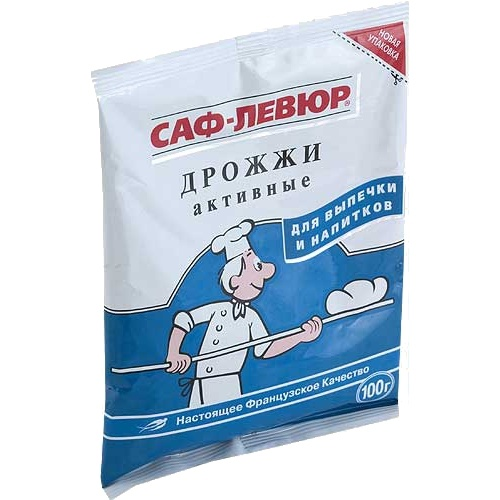 НОВАЯ
УПАКОВКА
САФ-ЛЕВЮР®
ДРОЖЖИ
активные
ДЛЯ ВЫПЕЧКИ
И НАПИТКОВ
Настоящее Французское Качество
100г